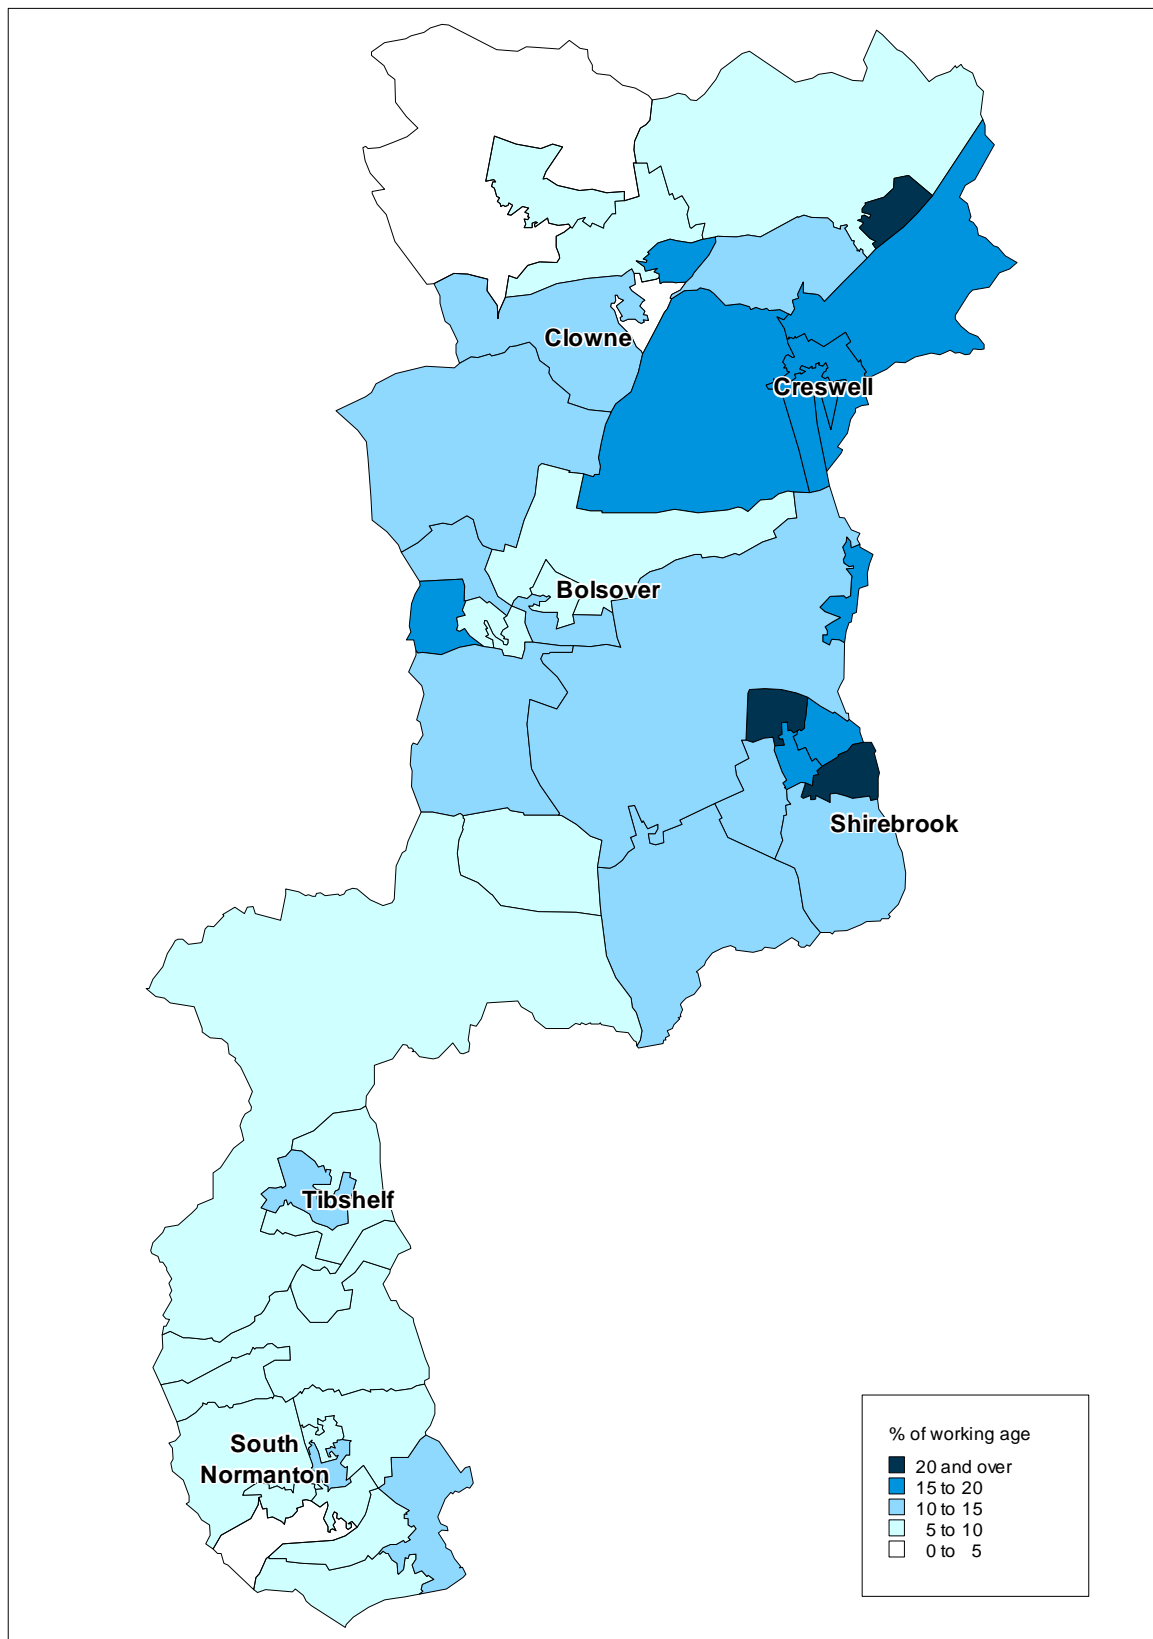 Clowne
Creswell
Bolsover
Shirebrook
Tibshelf
South
Normanton
% of working age
20 and over
15 to 20
10 to 15
5 to 10
0 to 5